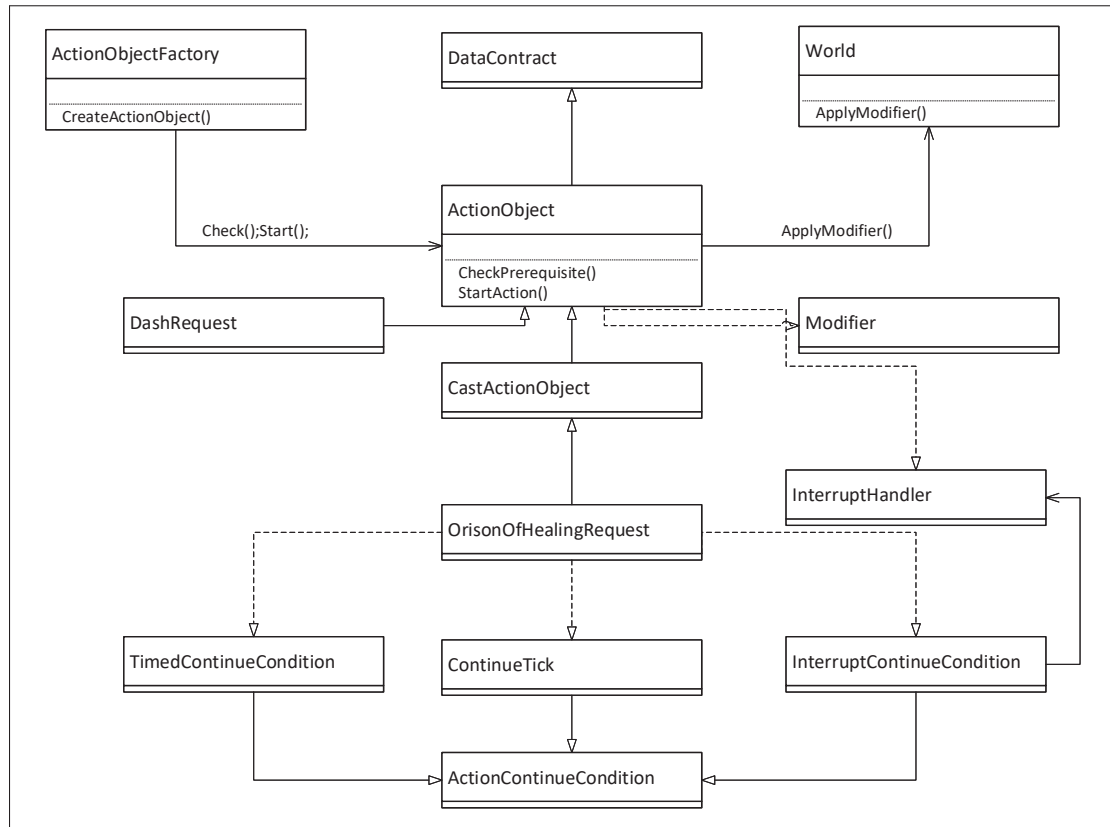 ActionObjectFactory
CreateActionObject()
DataContract
World
ApplyModifier()
Check();Start();
ActionObject
CheckPrerequisite()
StartAction()
ApplyModifier()
DashRequest
Modifier
CastActionObject
InterruptHandler
OrisonOfHealingRequest
TimedContinueCondition
ContinueTick
InterruptContinueCondition
ActionContinueCondition